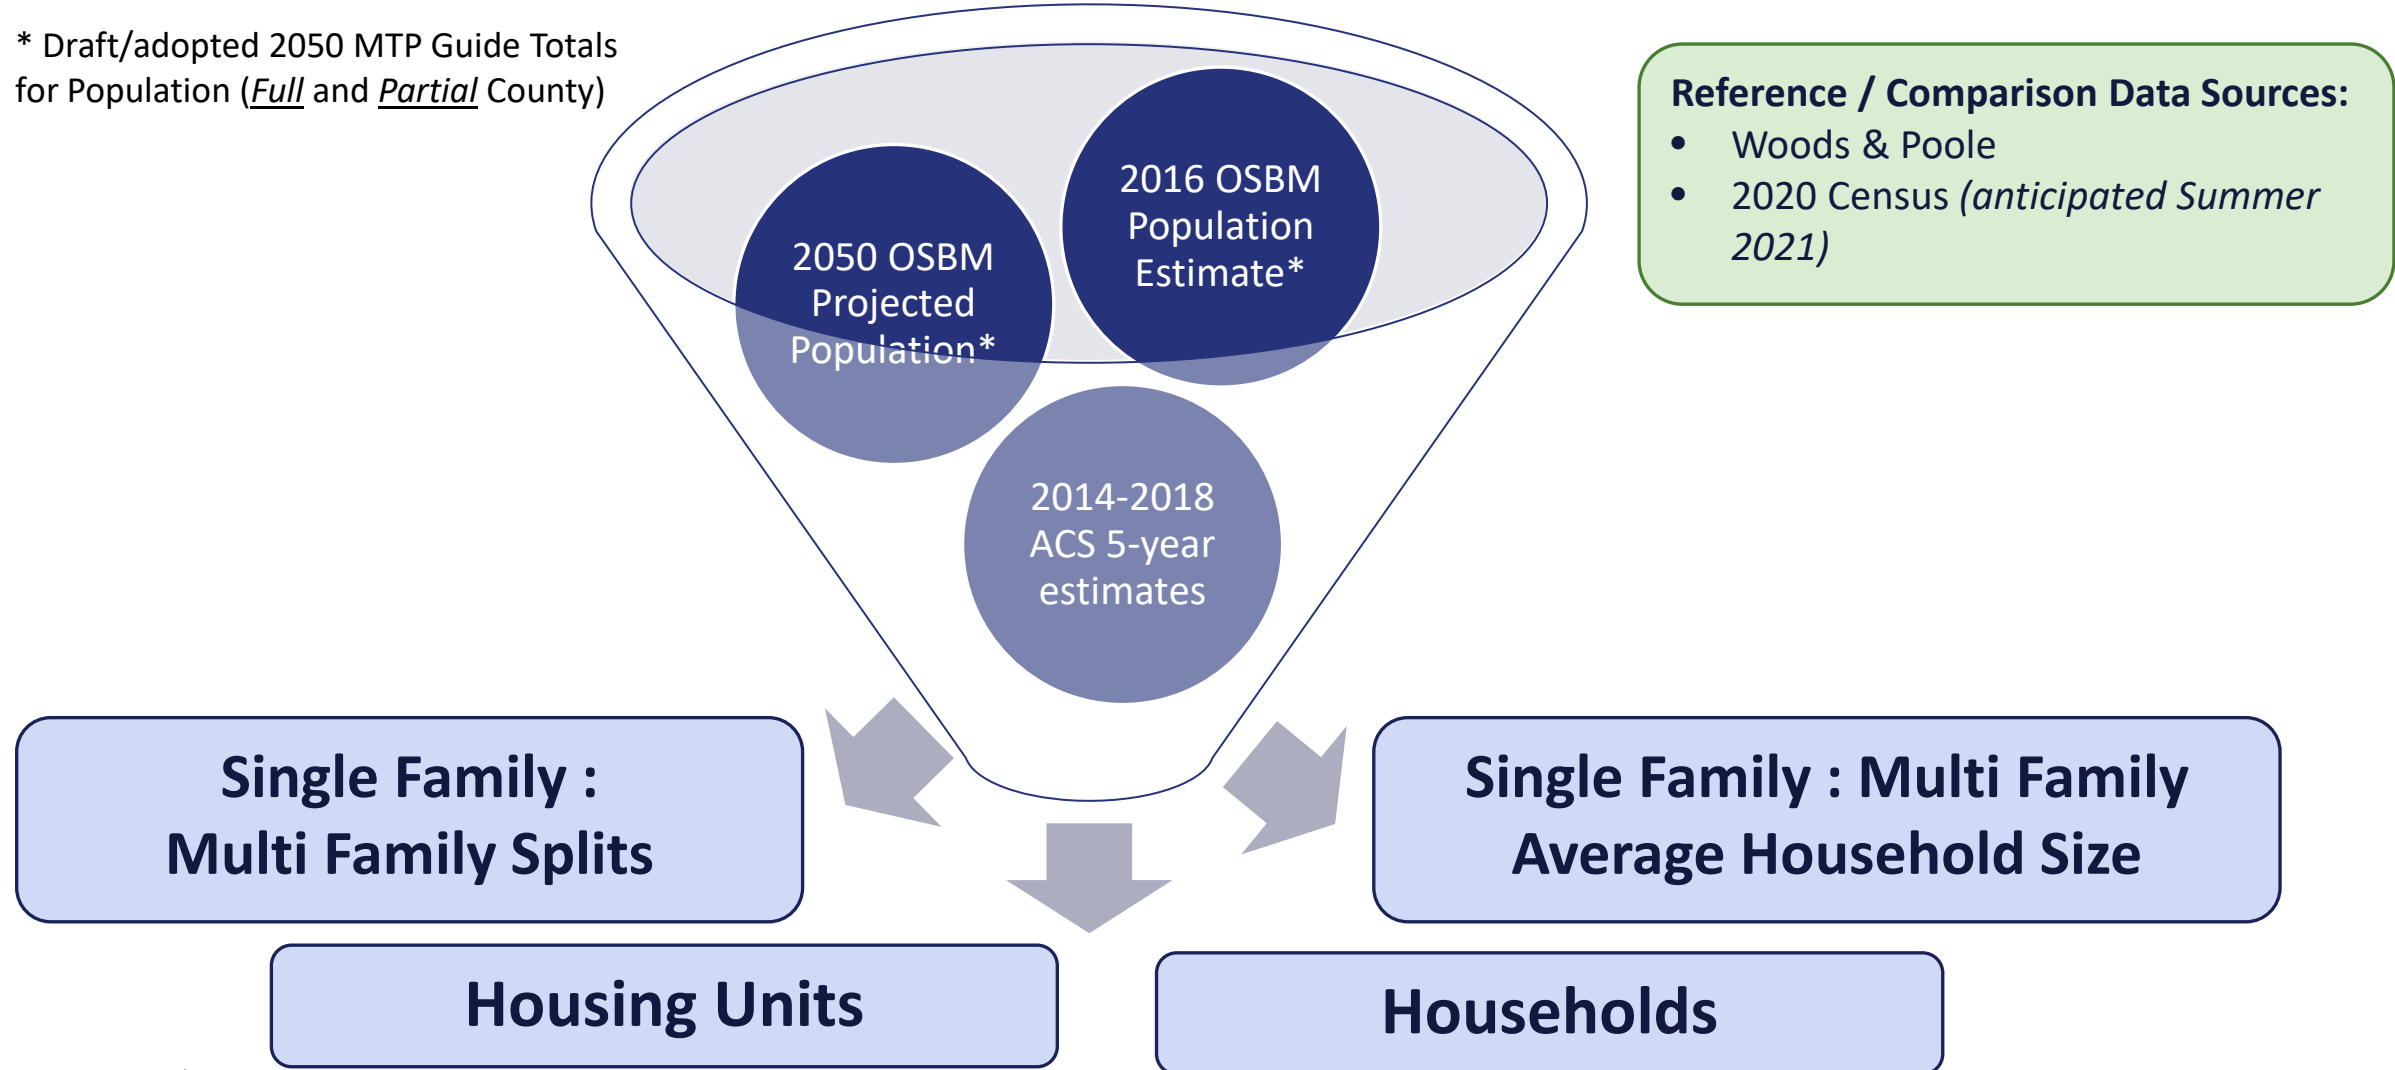 * Draft/adopted 2050 MTP Guide Totals
for Population (Full and Partial County)
2050 OSBM
Projected
Population*
2016 OSBM
Population
Estimate*
2014-2018
ACS 5-year
estimates
Reference / Comparison Data Sources:
• Woods & Poole
• 2020 Census (anticipated Summer
2021)
Single Family :
Multi Family Splits
Single Family : Multi Family
Average Household Size
Housing Units
Households